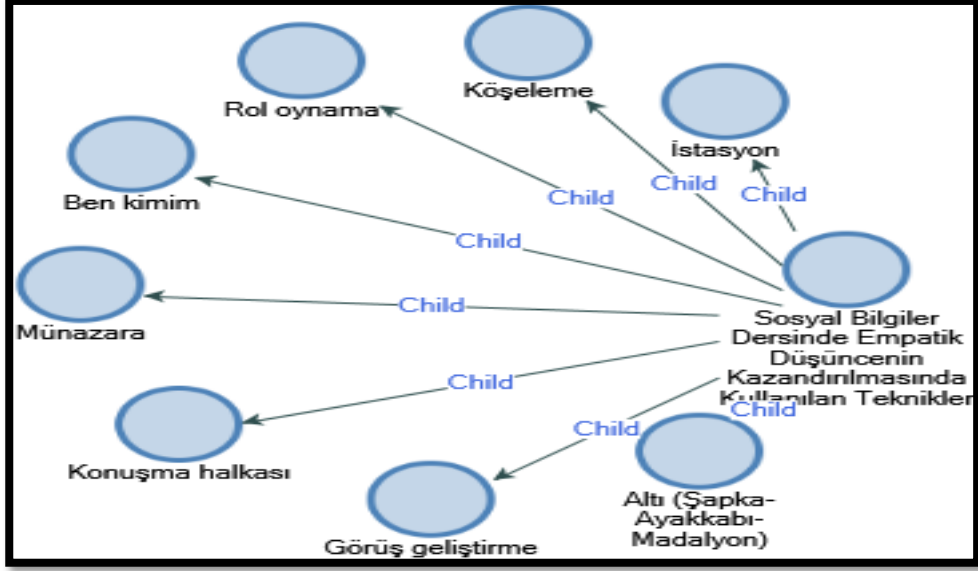 Köşeleme
Rol oynama
İstasyon
Child
Child
Child
Ben kimim
Child
Child
Münazara
Sosyal Bilgiler
Dersinde Empatik
Düşüncenin
Kazandırılmasında
Kullanılan Teknikler
Child
Child
Child
Konuşma halkası
Altı (Şapka-
Ayakkabı-
Madalyon)
Görüş geliştirme